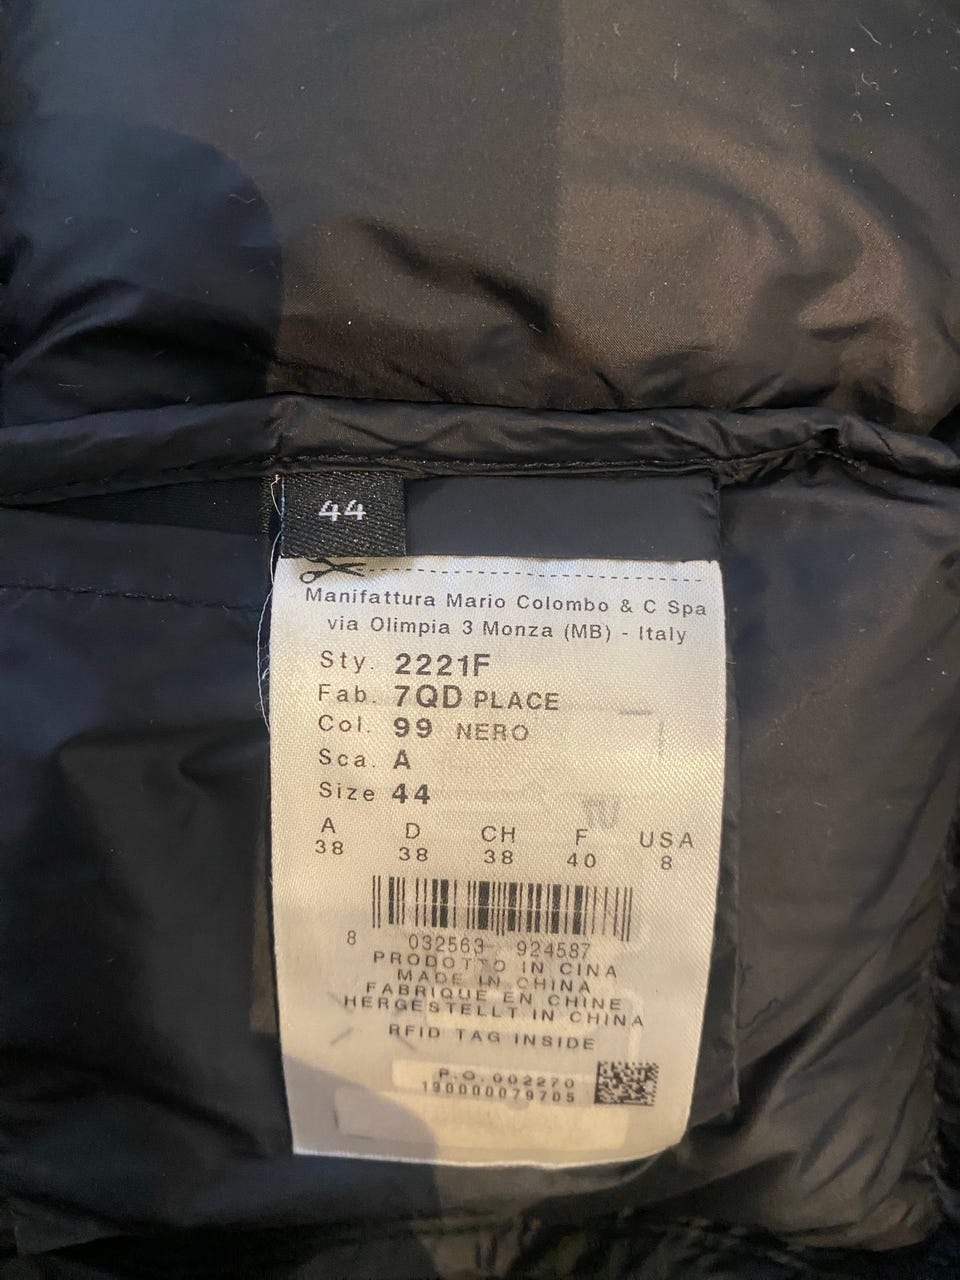 44
Manifattura Mario Colombo & C Spa
via Olimpia 3 Monza (MB) - Italy
Sty. 2221F
Fab. 7QD PLACE
Col. 99 NERO
Sca. A
Size 44
A D CH F USA
38 38 38 40 8
8 032563 924587
PRODOTTO IN CINA
MADE IN CHINA
FABRIQUE EN CHINE
HERGESTELLT IN CHINA
RFID TAG INSIDE
P.O. 002270
190000079705